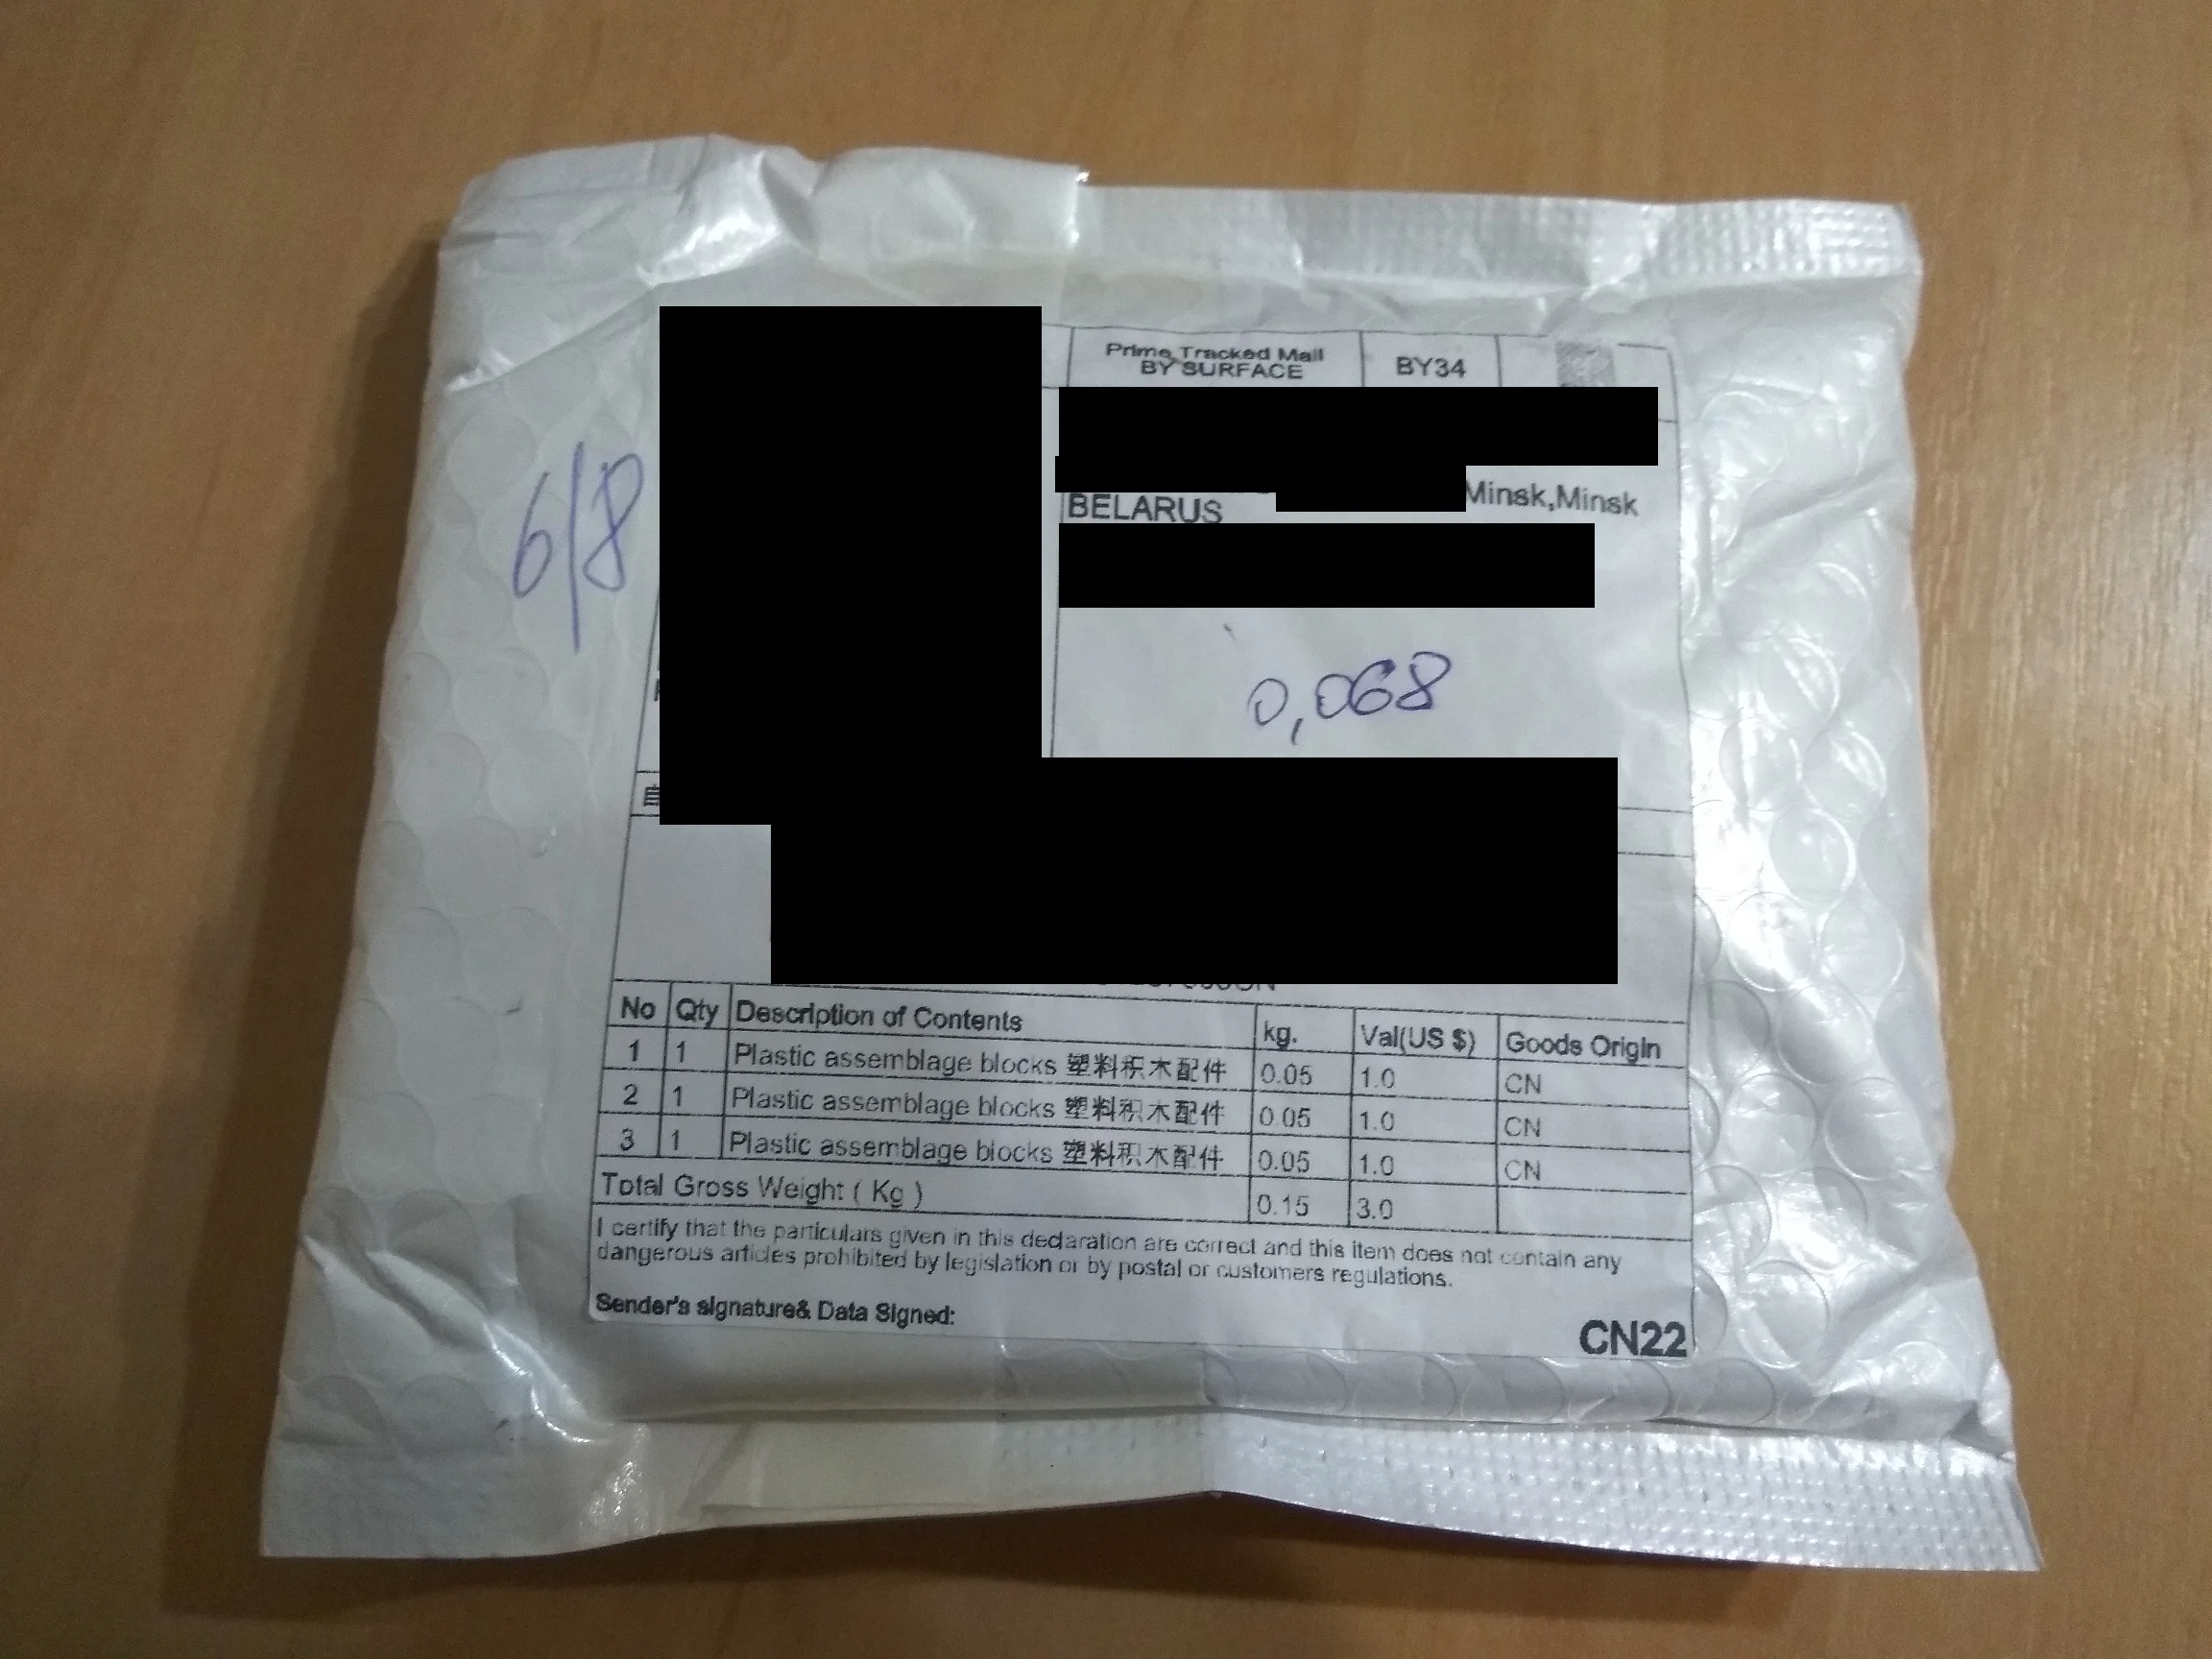 Prime Tracked Mail
BY SURFACE
BY34
Minsk,Minsk
BELARUS
6/8
0,068
自
No Qty Description of Contents kg. Val(US $) Goods Origin
1 1 Plastic assemblage blocks 塑料积木配件 0.05 1.0 CN
2 1 Plastic assemblage blocks 塑料积木配件 0.05 1.0 CN
3 1 Plastic assemblage blocks 塑料积木配件 0.05 1.0 CN
Total Gross Weight ( Kg ) 0.15 3.0
I certify that the particulars given in this declaration are correct and this item does not contain any
dangerous articles prohibited by legislation or by postal or customers regulations.
Sender's signature& Data Signed:
CN22